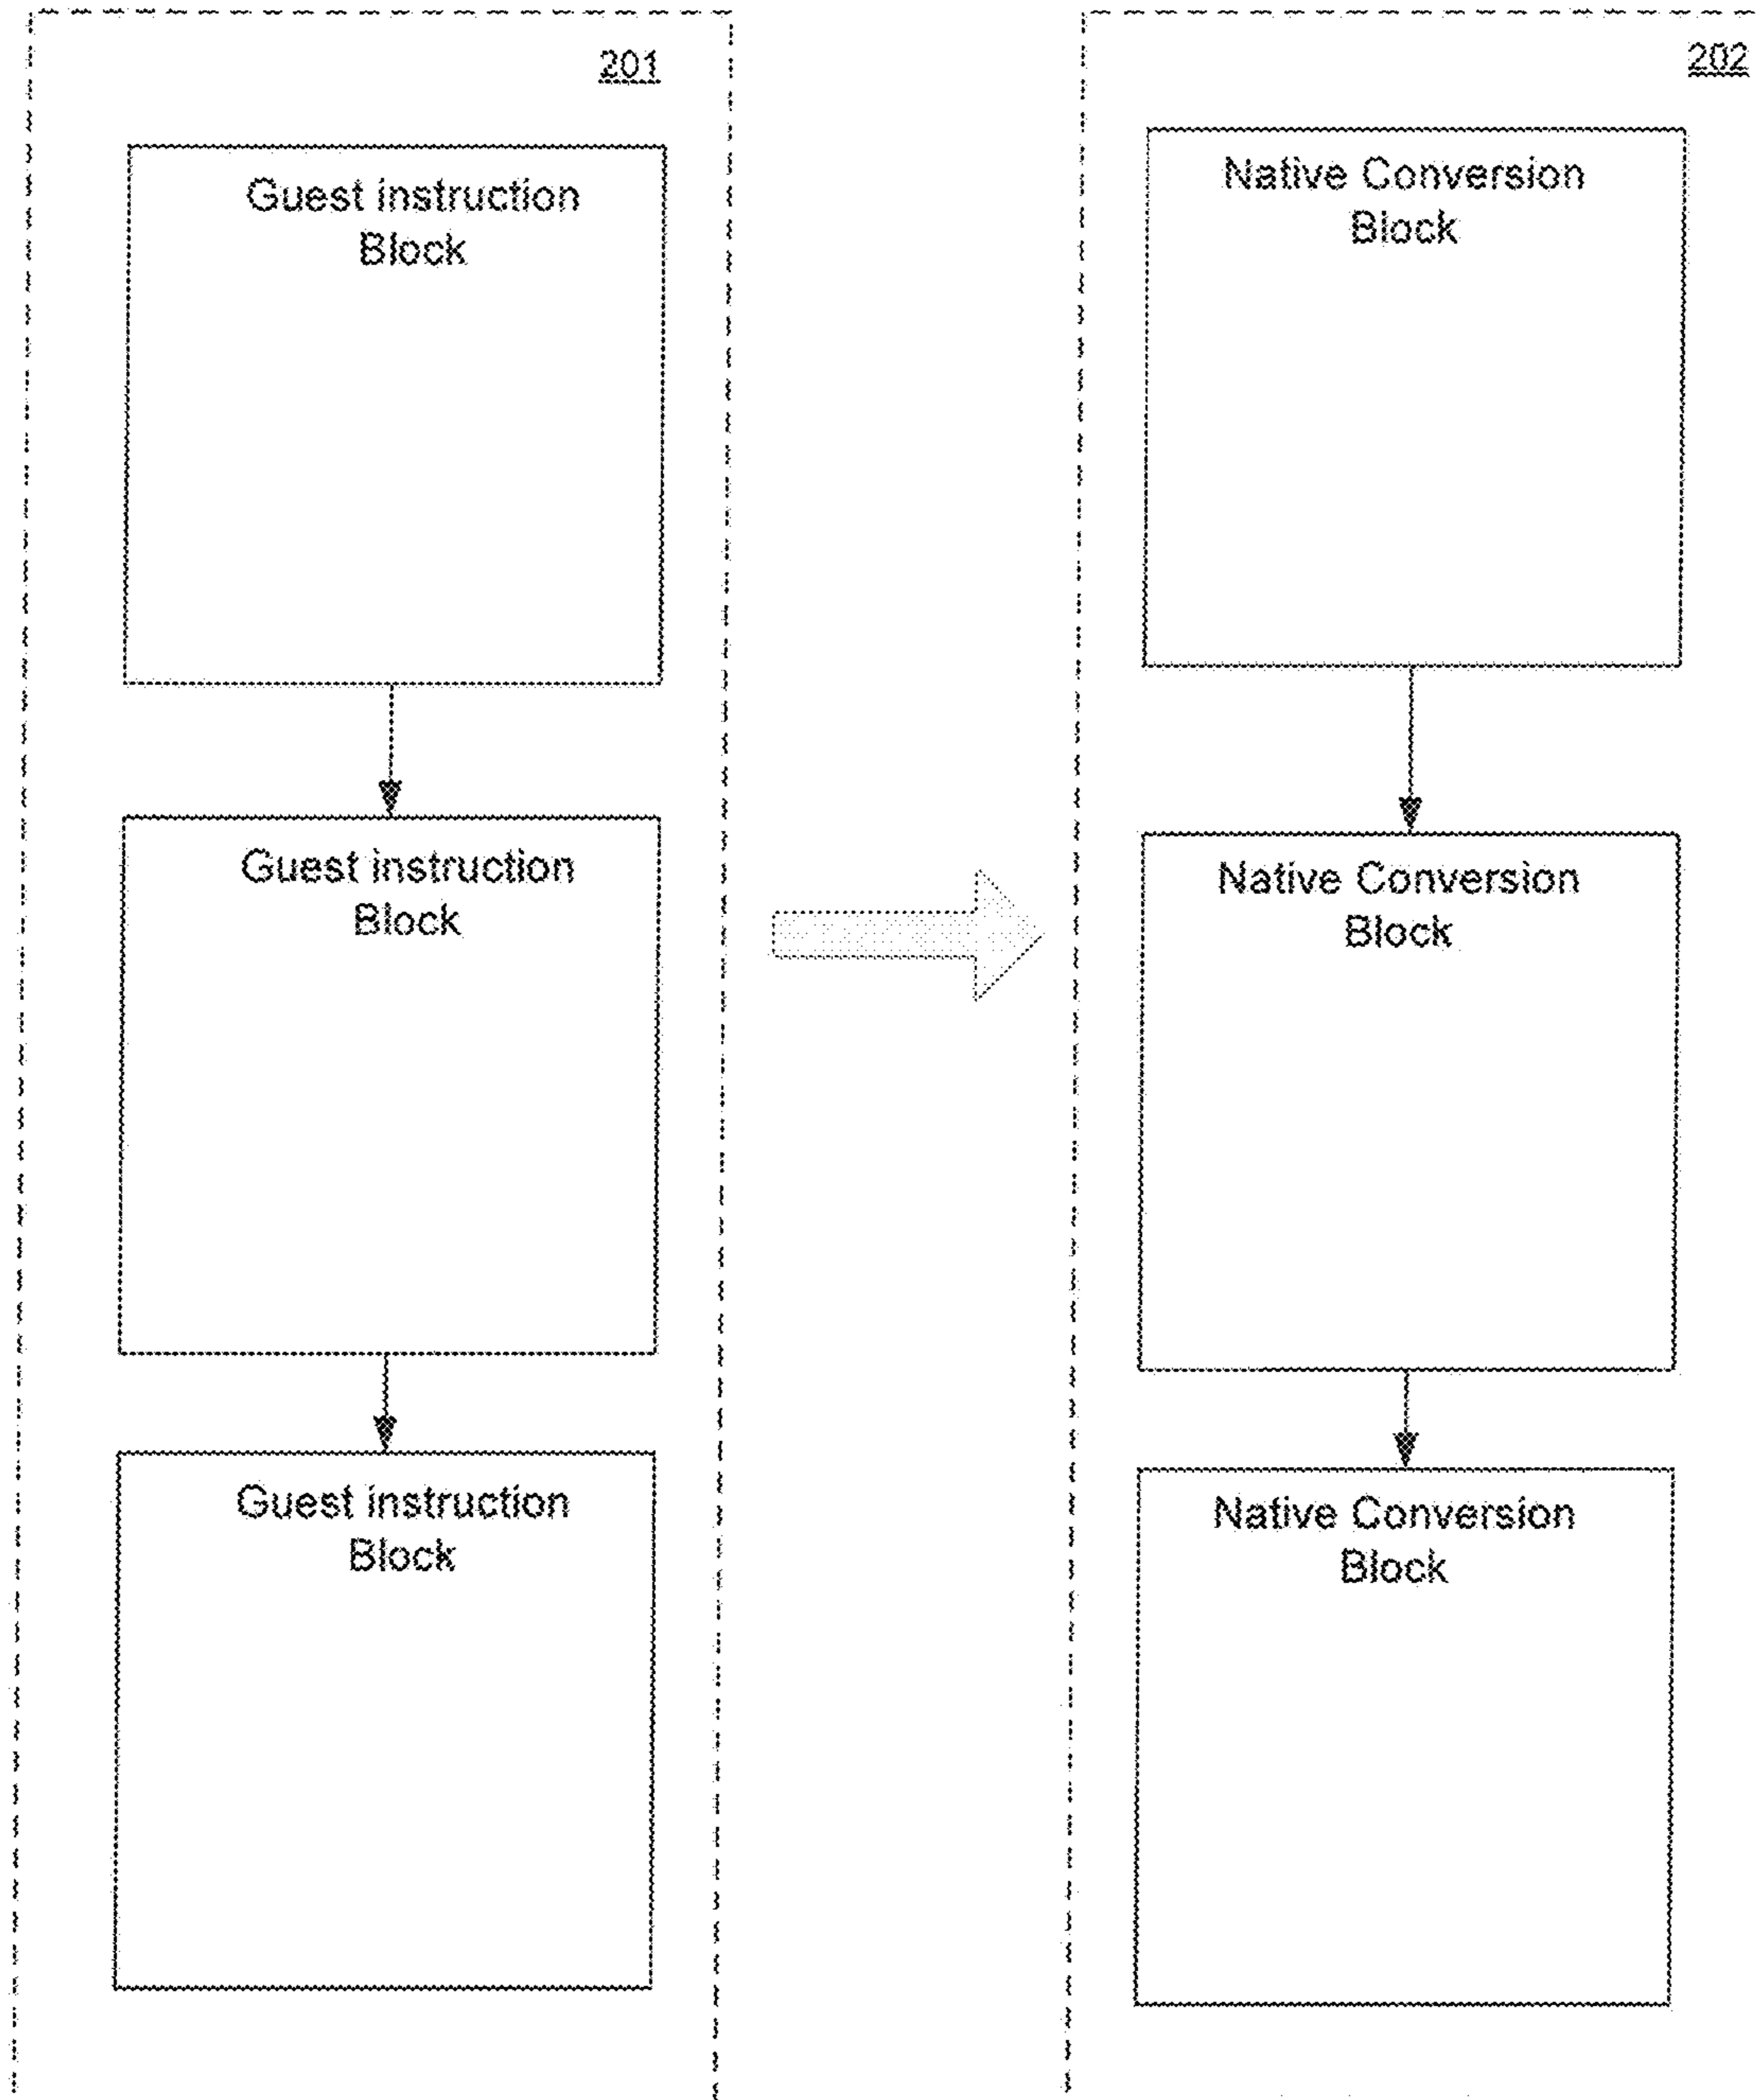 201
Guest instruction
Block
Guest instruction
Block
Guest instruction
Block
202
Native Conversion
Block
Native Conversion
Block
Native Conversion
Block